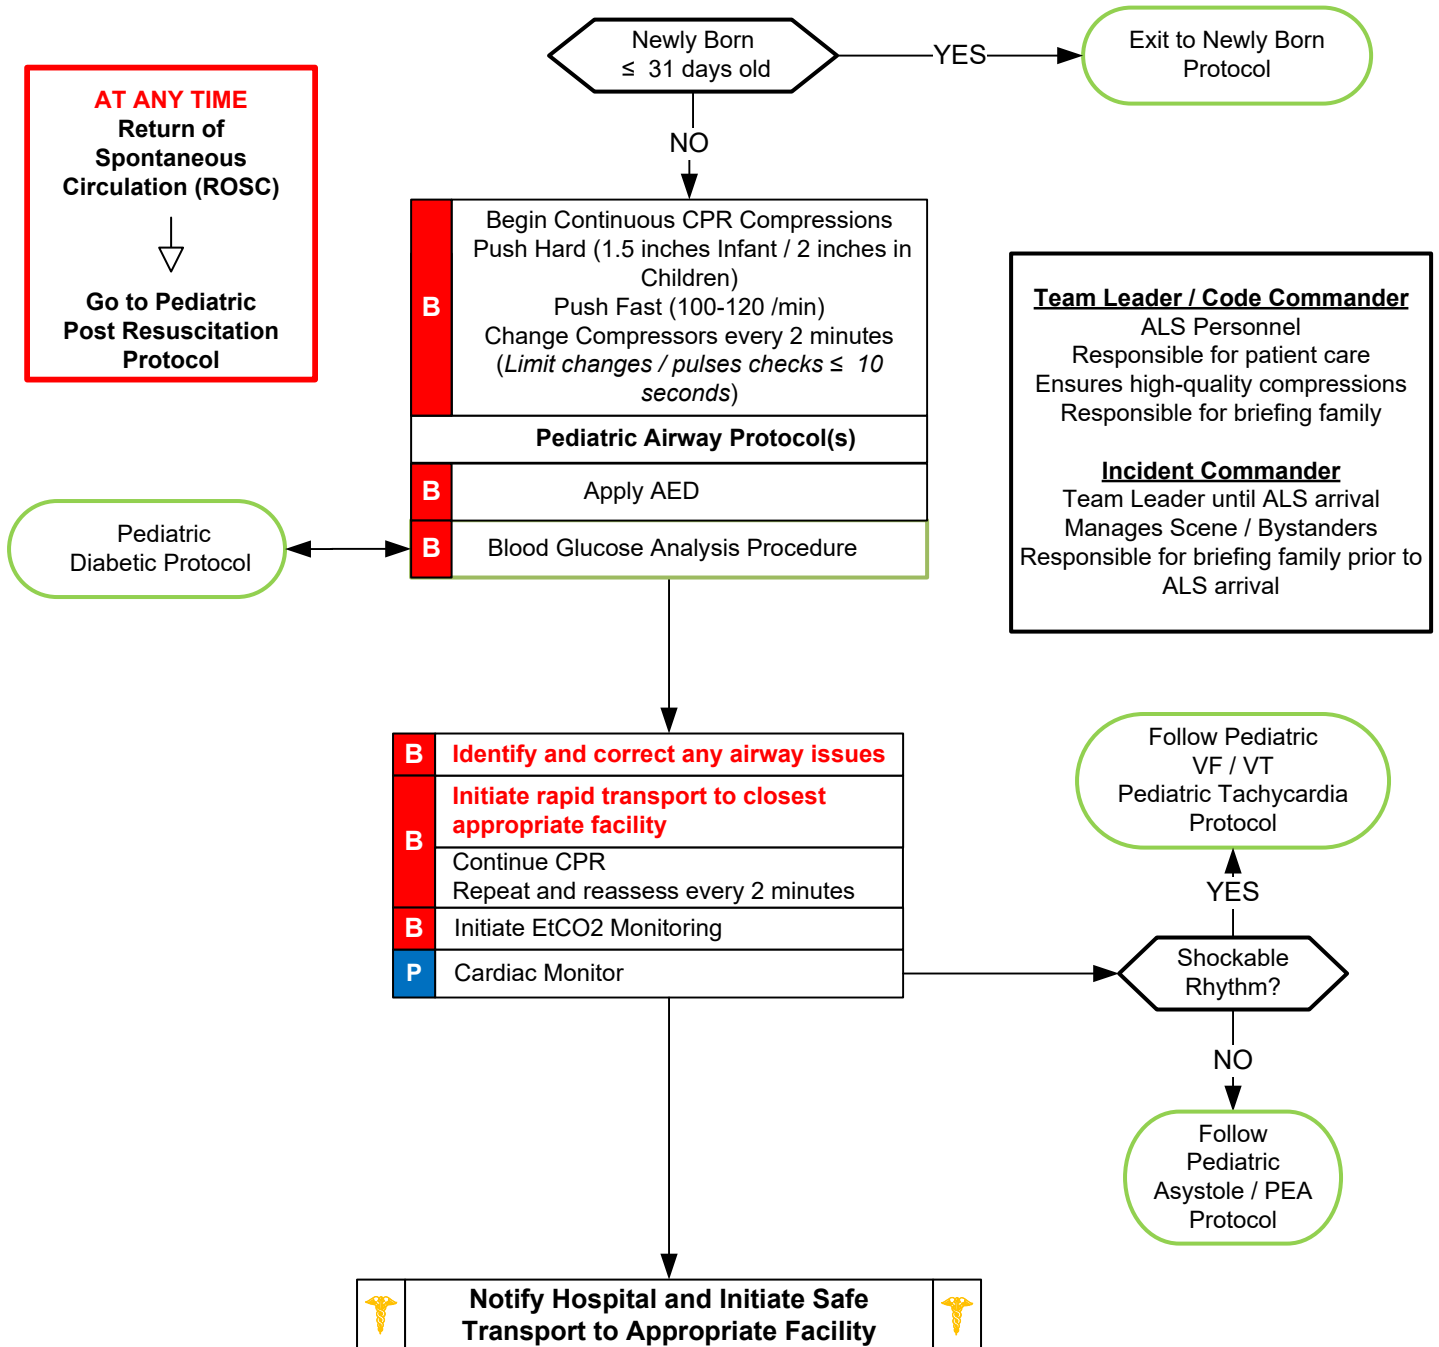 Newly Born
≤ 31 days old
YES
Exit to Newly Born
Protocol
NO
AT ANY TIME
Return of
Spontaneous
Circulation (ROSC)
Go to Pediatric
Post Resuscitation
Protocol
B
Begin Continuous CPR Compressions
Push Hard (1.5 inches Infant / 2 inches in
Children)
Push Fast (100-120 /min)
Change Compressors every 2 minutes
(Limit changes / pulses checks ≤ 10
seconds)
Pediatric Airway Protocol(s)
B
Apply AED
B
Blood Glucose Analysis Procedure
Pediatric
Diabetic Protocol
Team Leader / Code Commander
ALS Personnel
Responsible for patient care
Ensures high-quality compressions
Responsible for briefing family
Incident Commander
Team Leader until ALS arrival
Manages Scene / Bystanders
Responsible for briefing family prior to
ALS arrival
B
Identify and correct any airway issues
B
Initiate rapid transport to closest
appropriate facility
Continue CPR
Repeat and reassess every 2 minutes
B
Initiate EtCO2 Monitoring
P
Cardiac Monitor
Follow Pediatric
VF / VT
Pediatric Tachycardia
Protocol
YES
Shockable
Rhythm?
NO
Follow
Pediatric
Asystole / PEA
Protocol
Notify Hospital and Initiate Safe
Transport to Appropriate Facility